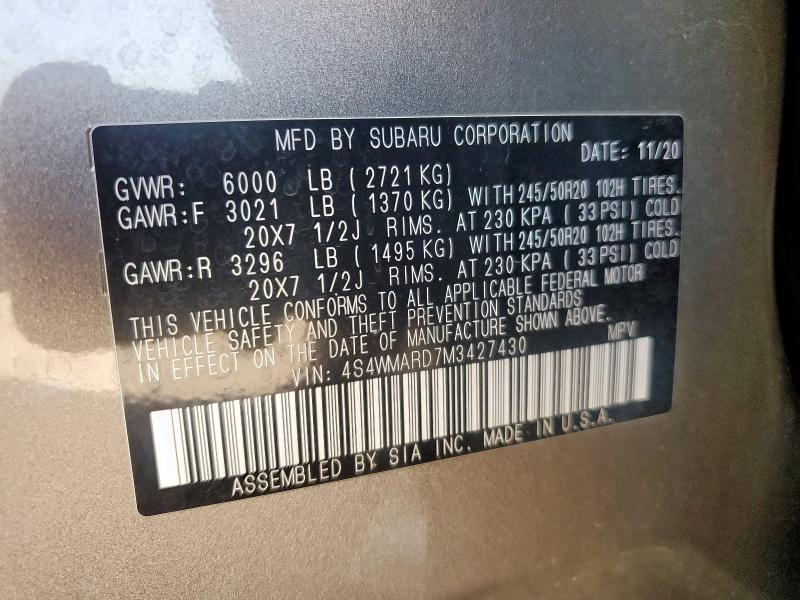 MFD BY SUBARU CORPORATION
DATE: 11/20
GVWR: 6000 LB ( 2721 KG)
GAWR:F 3021 LB ( 1370 KG) WITH 245/50R20 102H TIRES.
20X7 1/2J RIMS. AT 230 KPA ( 33 PSI) COLD
GAWR:R 3296 LB ( 1495 KG) WITH 245/50R20 102H TIRES.
20X7 1/2J RIMS. AT 230 KPA ( 33 PSI) COLD
THIS VEHICLE CONFORMS TO ALL APPLICABLE FEDERAL MOTOR
VEHICLE SAFETY AND THEFT PREVENTION STANDARDS
IN EFFECT ON THE DATE OF MANUFACTURE SHOWN ABOVE.
VIN: 4S4WMARD7M3427430 MPV
ASSEMBLED BY SIA INC. MADE IN U.S.A.